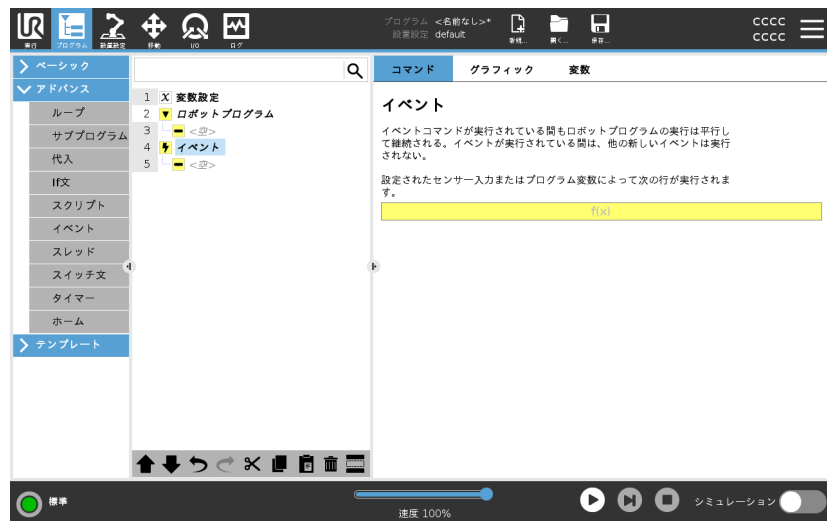 UR
実行
プログラム
設置設定
移動
I/O
ログ
プログラム <名前なし>*
設置設定 default
新規...
開く...
保存...
CCCC
CCCC
ベーシック
アドバンス
ループ
サブプログラム
代入
If文
スクリプト
イベント
スレッド
スイッチ文
タイマー
ホーム
テンプレート
1 X 変数設定
2 ロボットプログラム
3 <空>
4 イベント
5 <空>
コマンド グラフィック 変数
イベント
イベントコマンドが実行されている間もロボットプログラムの実行は平行し
て継続される。イベントが実行されている間は、他の新しいイベントは実行
されない。
設定されたセンサー入力またはプログラム変数によって次の行が実行されま
す。
f(x)
標準
速度 100%
シミュレーション